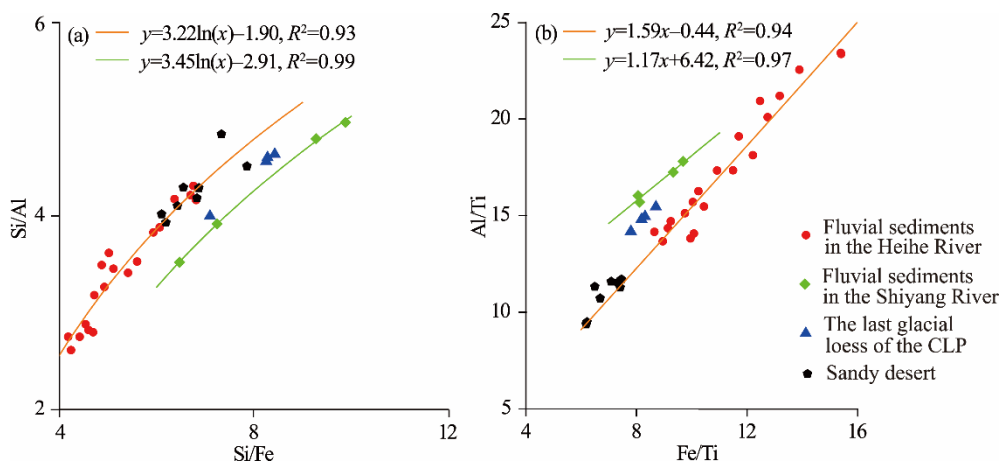 (a)
y=3.22ln(x)−1.90, R²=0.93
y=3.45ln(x)−2.91, R²=0.99
6
4
2
Si/Al
4
8
12
Si/Fe
(b)
y=1.59x−0.44, R²=0.94
y=1.17x+6.42, R²=0.97
25
20
15
10
5
Al/Ti
4
8
12
16
Fe/Ti
Fluvial sediments
in the Heihe River
Fluvial sediments
in the Shiyang River
The last glacial
loess of the CLP
Sandy desert